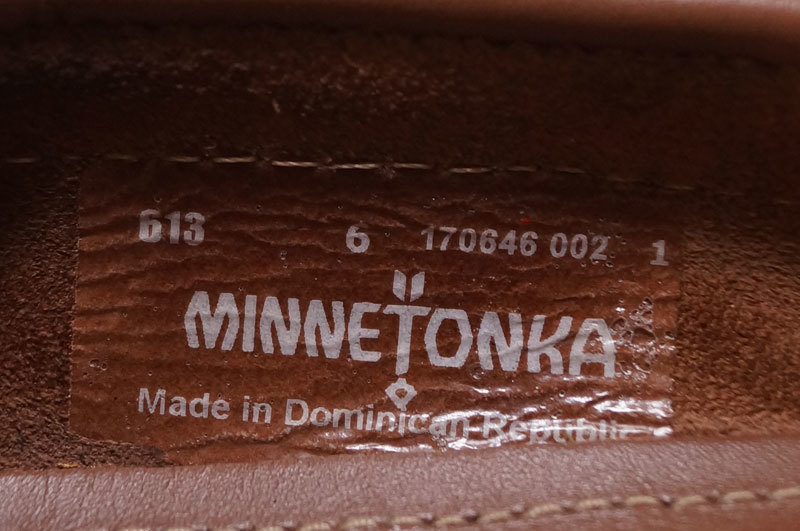 613 6 170646 002 1
MINNETONKA
Made in Dominican Republic